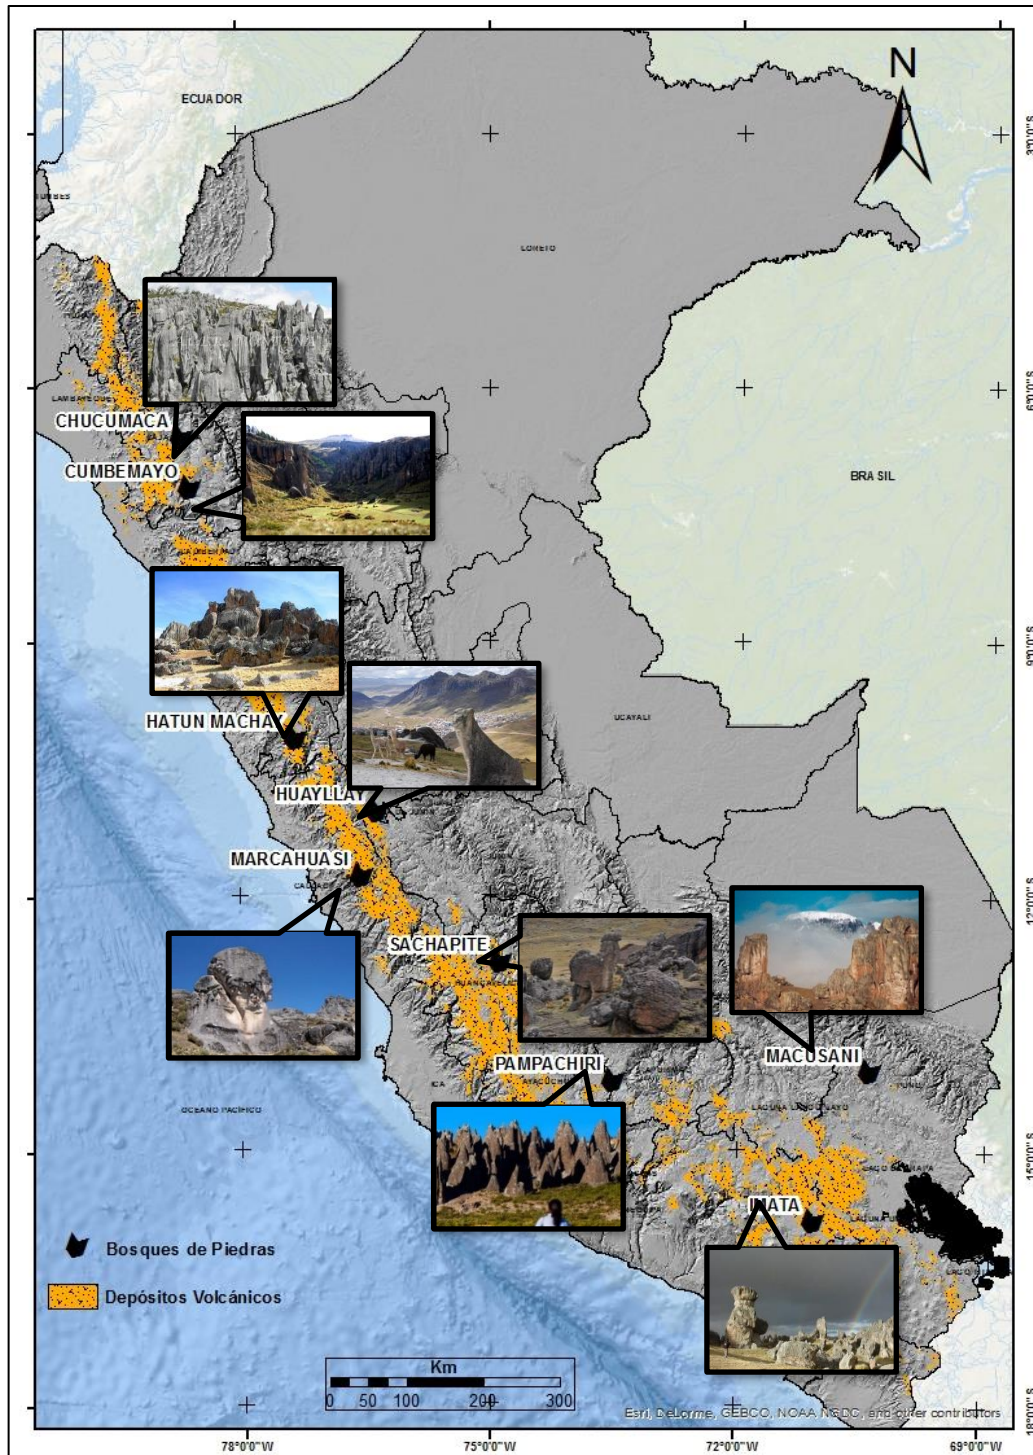 N
ECUADOR
3°0'0"S
LORETO
LAMBAYEQUE
6°0'0"S
CHUCUMACA
CUMBEMAYO
BRASIL
9°0'0"S
HATUN MACHAY
UCAYALI
HUAYLLAY
MARCAHUASI
12°0'0"S
SACHAPITE
MACUSANI
PAMPACHIRI
ICA
AYACUCHO
PUNO
OCEANO PACÍFICO
15°0'0"S
IMATA
Bosques de Piedras
Depósitos Volcánicos
Km
0 50 100 200 300
Esri, DeLorme, GEBCO, NOAA NGDC, and other contributors
18°0'0"S
78°0'0"W 75°0'0"W 72°0'0"W 69°0'0"W